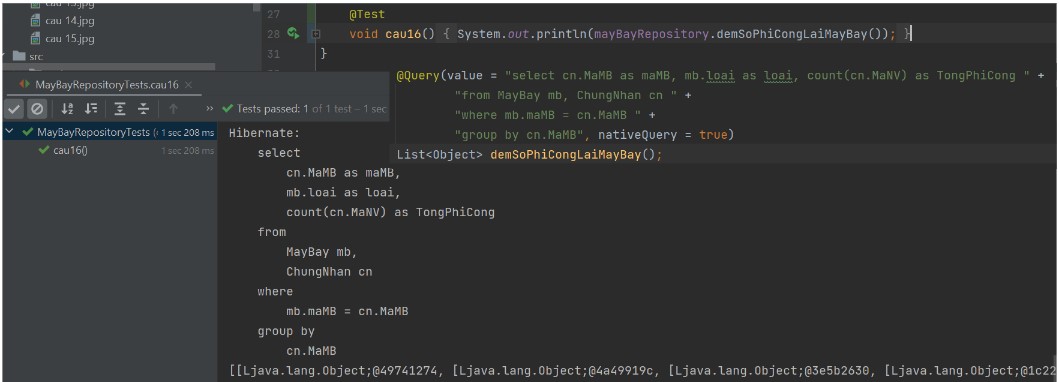 cau 14.jpg
cau 15.jpg
src
27 @Test
28 void cau16() { System.out.println(mayBayRepository.demSoPhiCongLaiMayBay()); }
31 }
@Query(value = "select cn.MaMB as maMB, mb.loai as loai, count(cn.MaNV) as TongPhiCong " +
"from MayBay mb, ChungNhan cn " +
"where mb.maMB = cn.MaMB " +
"group by cn.MaMB", nativeQuery = true)
List<Object> demSoPhiCongLaiMayBay();
MayBayRepositoryTests.cau16 ×
» Tests passed: 1 of 1 test – 1 sec
MayBayRepositoryTests ( 1 sec 208 ms
cau16() 1 sec 208 ms
Hibernate:
select
cn.MaMB as maMB,
mb.loai as loai,
count(cn.MaNV) as TongPhiCong
from
MayBay mb,
ChungNhan cn
where
mb.maMB = cn.MaMB
group by
cn.MaMB
[[Ljava.lang.Object;@49741274, [Ljava.lang.Object;@4a49919c, [Ljava.lang.Object;@3e5b2630, [Ljava.lang.Object;@1c22